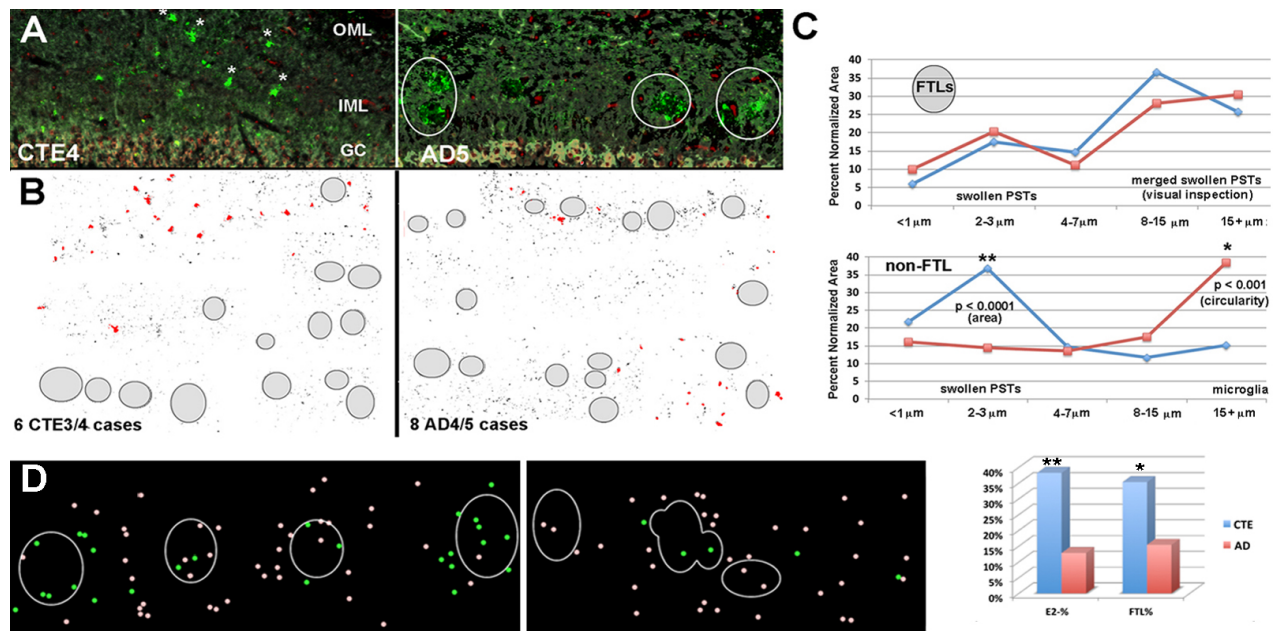 A
* * * * *
OML
IML
GC
CTE4
AD5
B
6 CTE3/4 cases
8 AD4/5 cases
C
Percent Normalized Area
40
35
30
25
20
15
10
5
0
FTLs
swollen PSTs
merged swollen PSTs
(visual inspection)
<1 μm
2-3 μm
4-7 μm
8-15 μm
15+ μm
Percent Normalized Area
40
35
30
25
20
15
10
5
0
non-FTL
**
p < 0.0001
(area)
*
p < 0.001
(circularity)
swollen PSTs
microglia
<1 μm
2-3 μm
4-7μm
8-15 μm
15+ μm
D
40%
35%
30%
25%
20%
15%
10%
5%
0%
**
*
E2-%
FTL%
CTE
AD